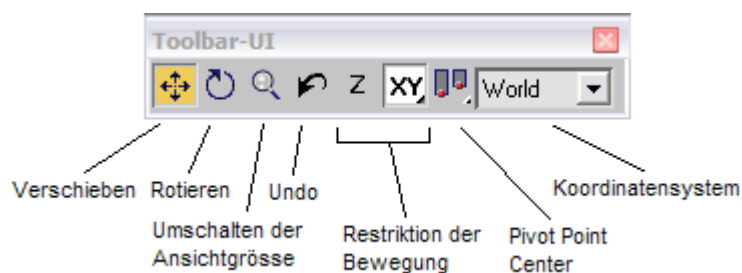 Toolbar-UI
Z XY World
Verschieben Rotieren Undo Koordinatensystem
Umschalten der
Ansichtgrösse
Restriktion der
Bewegung
Pivot Point
Center